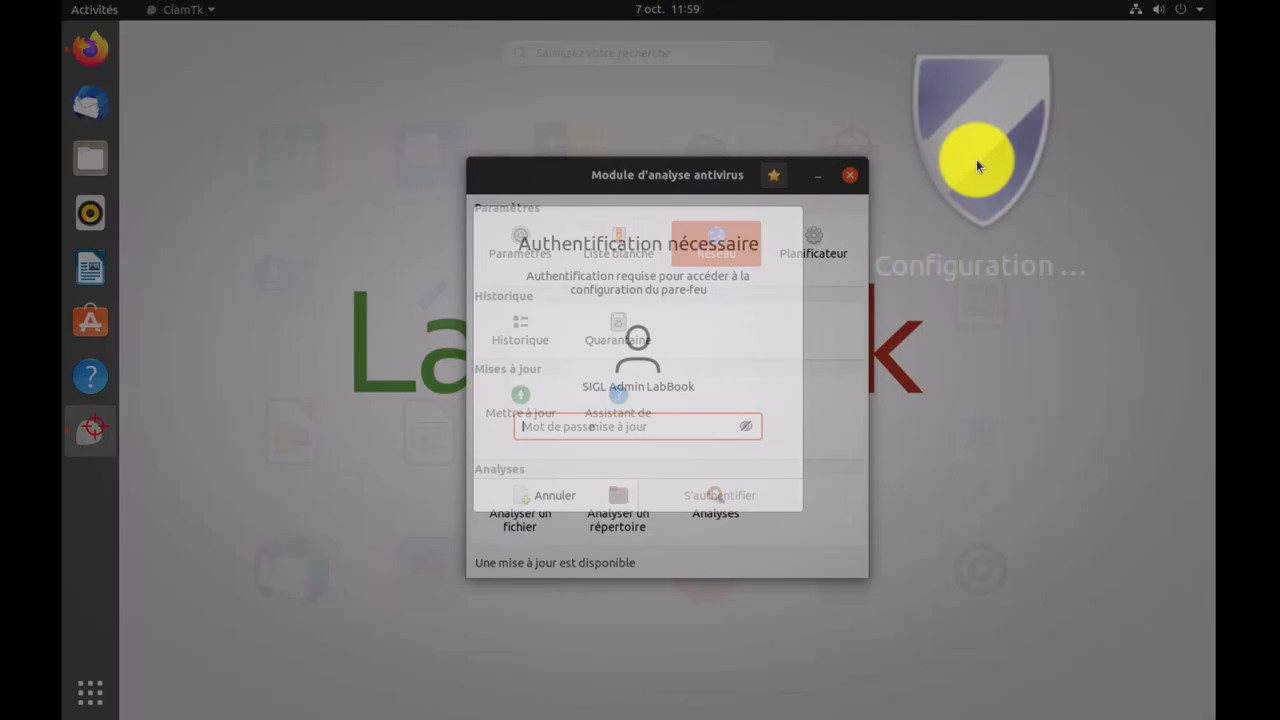 Activités
ClamTk
7 oct. 11:59
Saisissez votre recherche
Module d'analyse antivirus
Paramètres
Authentification nécessaire
Paramètres
Liste blanche
Réseau
Planificateur
Authentification requise pour accéder à la
configuration du pare-feu
Configuration ...
Historique
Historique
Quarantaine
SIGL Admin LabBook
Mises à jour
Mettre à jour
Assistant de
mise à jour
Mot de passe
Analyses
Annuler
S'authentifier
Analyser un
fichier
Analyser un
répertoire
Analyses
Une mise à jour est disponible
La
k